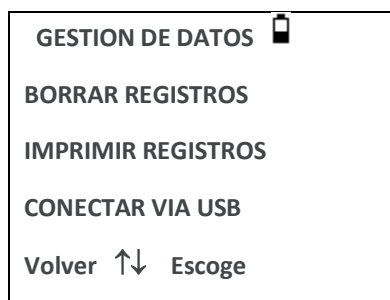 GESTION DE DATOS
BORRAR REGISTROS
IMPRIMIR REGISTROS
CONECTAR VIA USB
Volver ↑↓ Escoge